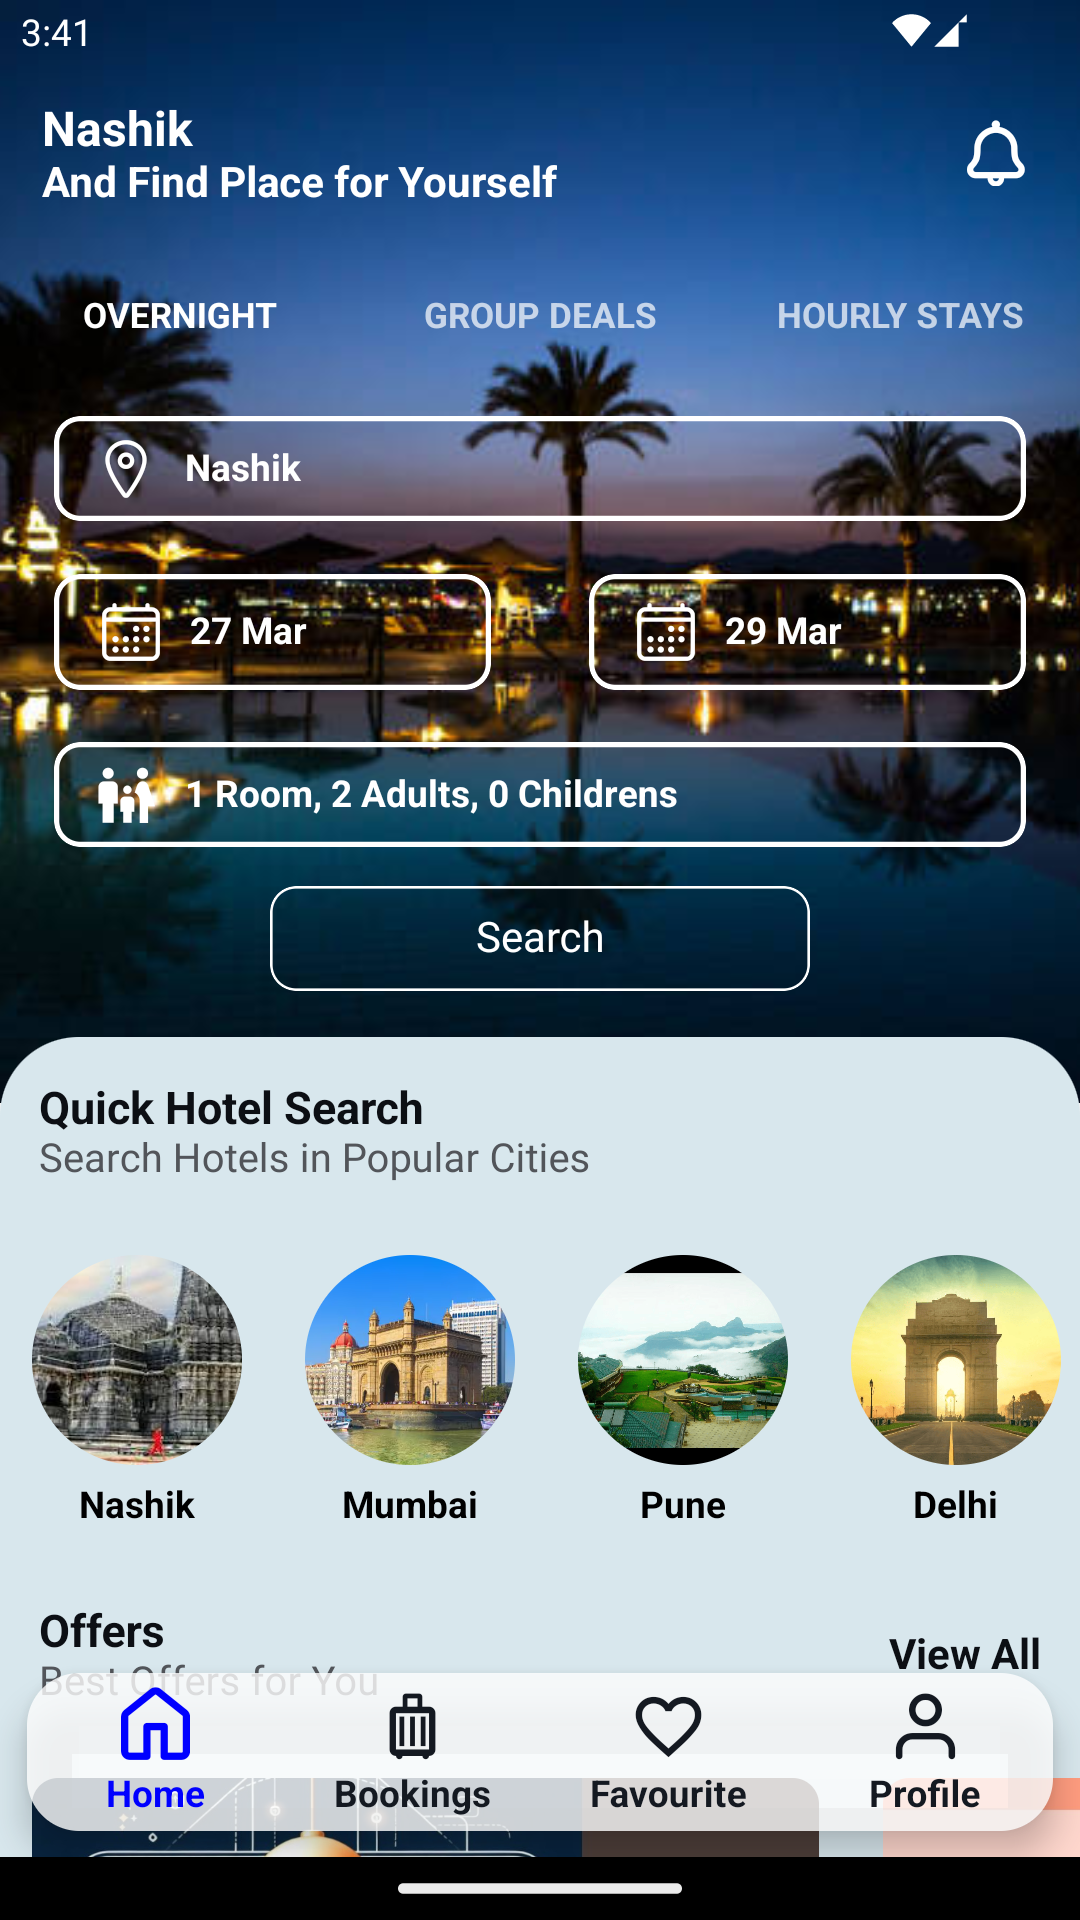 3:41
Nashik
And Find Place for Yourself
OVERNIGHT
GROUP DEALS
HOURLY STAYS
Nashik
27 Mar
29 Mar
1 Room, 2 Adults, 0 Childrens
Search
Quick Hotel Search
Search Hotels in Popular Cities
Nashik
Mumbai
Pune
Delhi
Offers
View All
Best Offers for You
Home
Bookings
Favourite
Profile